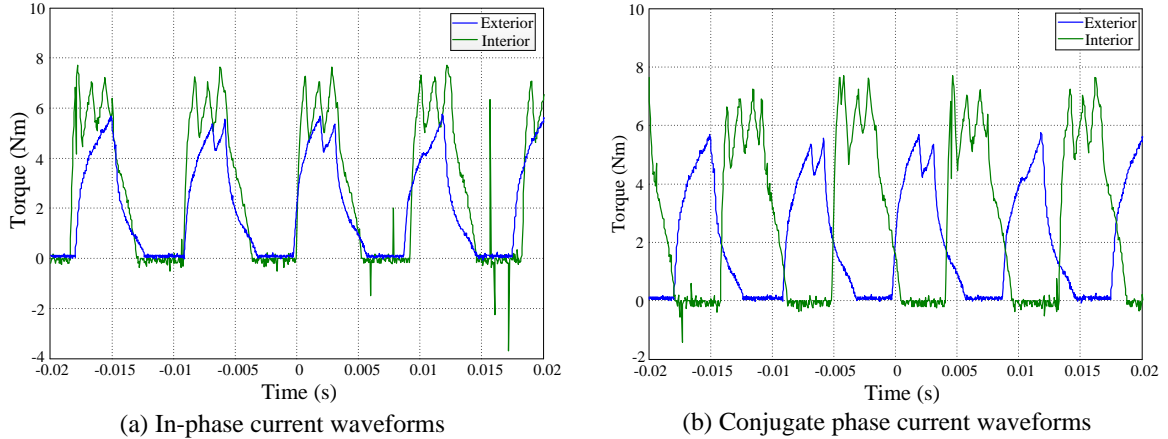 10
8
6
4
2
0
-2
-4
Torque (Nm)
Exterior
Interior
-0.02 -0.015 -0.01 -0.005 0 0.005 0.01 0.015 0.02
Time (s)
(a) In-phase current waveforms
10
8
6
4
2
0
-2
Torque (Nm)
Exterior
Interior
-0.02 -0.015 -0.01 -0.005 0 0.005 0.01 0.015 0.02
Time (s)
(b) Conjugate phase current waveforms